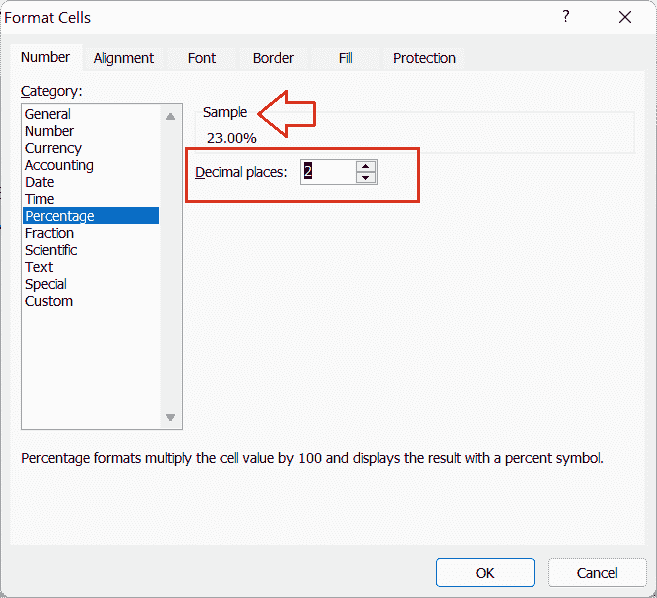 Format Cells ?
Number Alignment Font Border Fill Protection
Category:
General
Number
Currency
Accounting
Date
Time
Percentage
Fraction
Scientific
Text
Special
Custom
Sample
23.00%
Decimal places: 2
Percentage formats multiply the cell value by 100 and displays the result with a percent symbol.
OK Cancel